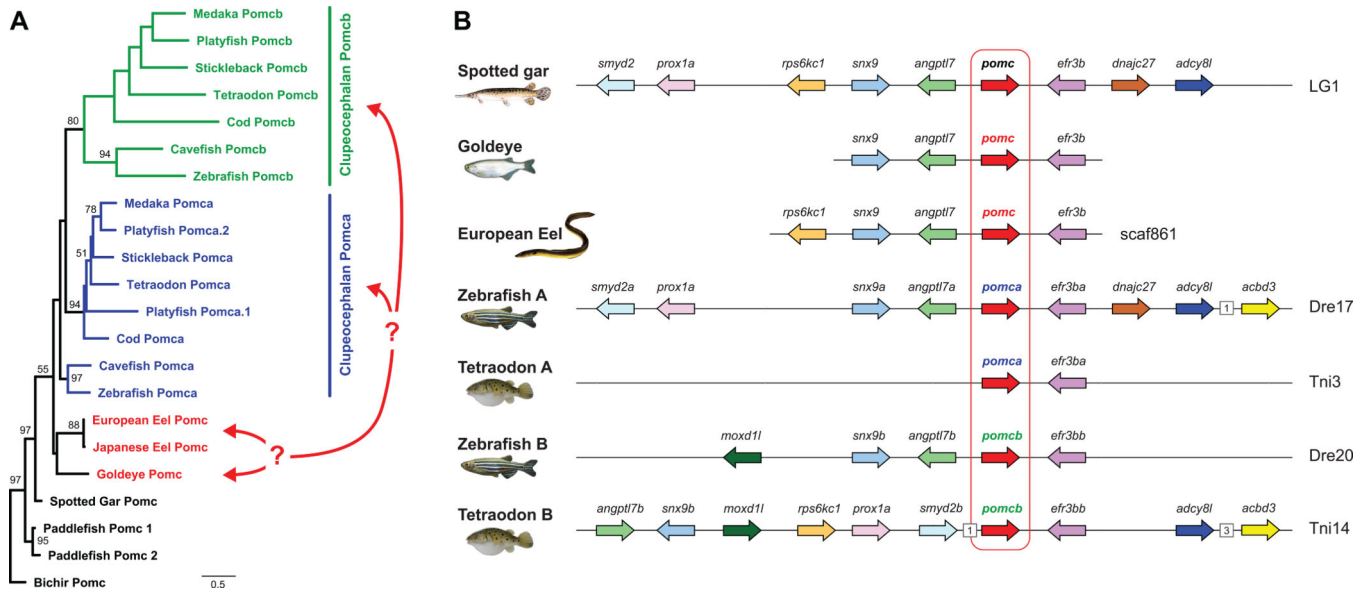 A
Medaka Pomcb
Platyfish Pomcb
Stickleback Pomcb
Tetraodon Pomcb
Cod Pomcb
80
Cavefish Pomcb
94
Zebrafish Pomcb
Clupeocephalan Pomcb
Medaka Pomca
78
Platyfish Pomca.2
Stickleback Pomca
51
Tetraodon Pomca
94
Platyfish Pomca.1
Cod Pomca
Cavefish Pomca
97
Zebrafish Pomca
Clupeocephalan Pomca
?
55
European Eel Pomc
88
Japanese Eel Pomc
?
Goldeye Pomc
97
Spotted Gar Pomc
97
Paddlefish Pomc 1
95
Paddlefish Pomc 2
Bichir Pomc
0.5
B
Spotted gar
smyd2 prox1a rps6kc1 snx9 angptl7 pomc efr3b dnajc27 adcy8l
LG1
Goldeye
snx9 angptl7 pomc efr3b
European Eel
rps6kc1 snx9 angptl7 pomc efr3b
scaf861
Zebrafish A
smyd2a prox1a snx9a angptl7a pomca efr3ba dnajc27 adcy8l acbd3
1
Dre17
Tetraodon A
pomca efr3ba
Tni3
Zebrafish B
moxd1l snx9b angptl7b pomcb efr3bb
Dre20
Tetraodon B
angptl7b snx9b moxd1l rps6kc1 prox1a smyd2b pomcb efr3bb adcy8l acbd3
1 3
Tni14